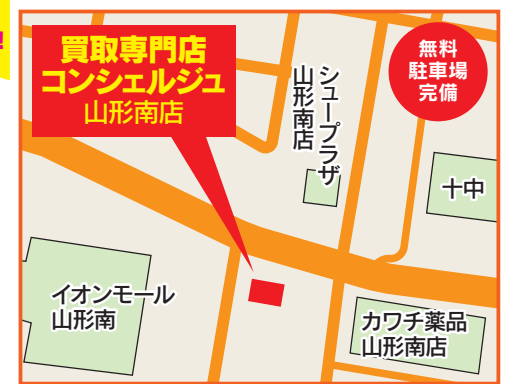 買取専門店
コンシェルジュ
山形南店
無料
駐車場
完備
シュープラザ
山形南店
十中
イオンモール
山形南
カワチ薬品
山形南店